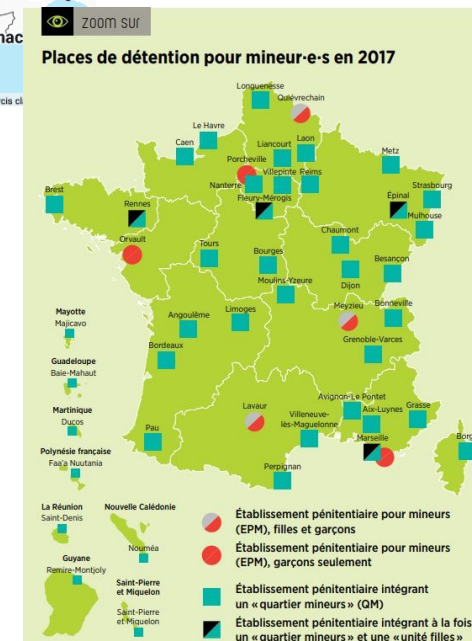 nac
cis cl
zoom sur
Places de détention pour mineur·e·s en 2017
Longuenesse
Quiévrechain
Le Havre
Caen
Liancourt
Laon
Metz
Porcheville
Nanterre
Villepinte
Reims
Fleury-Mérogis
Strasbourg
Brest
Rennes
Épinal
Mulhouse
Orvault
Chaumont
Tours
Bourges
Besançon
Dijon
Moulins-Yzeure
Mayotte
Majicavo
Angoulême
Limoges
Meyzieu
Bonneville
Guadeloupe
Baie-Mahaut
Bordeaux
Grenoble-Varces
Martinique
Ducos
Avignon-Le Pontet
Lavaur
Villeneuve-
lès-Maguelonne
Aix-Luynes
Grasse
Polynésie française
Faa'a Nuutania
Pau
Marseille
Borg
Perpignan
La Réunion
Saint-Denis
Nouvelle Calédonie
Nouméa
Guyane
Remire-Montjoly
Saint-Pierre
et Miquelon
Saint-Pierre
et Miquelon
Établissement pénitentiaire pour mineurs
(EPM), filles et garçons
Établissement pénitentiaire pour mineurs
(EPM), garçons seulement
Établissement pénitentiaire intégrant
un « quartier mineurs » (QM)
Établissement pénitentiaire intégrant à la fois
un « quartier mineurs » et une « unité filles »